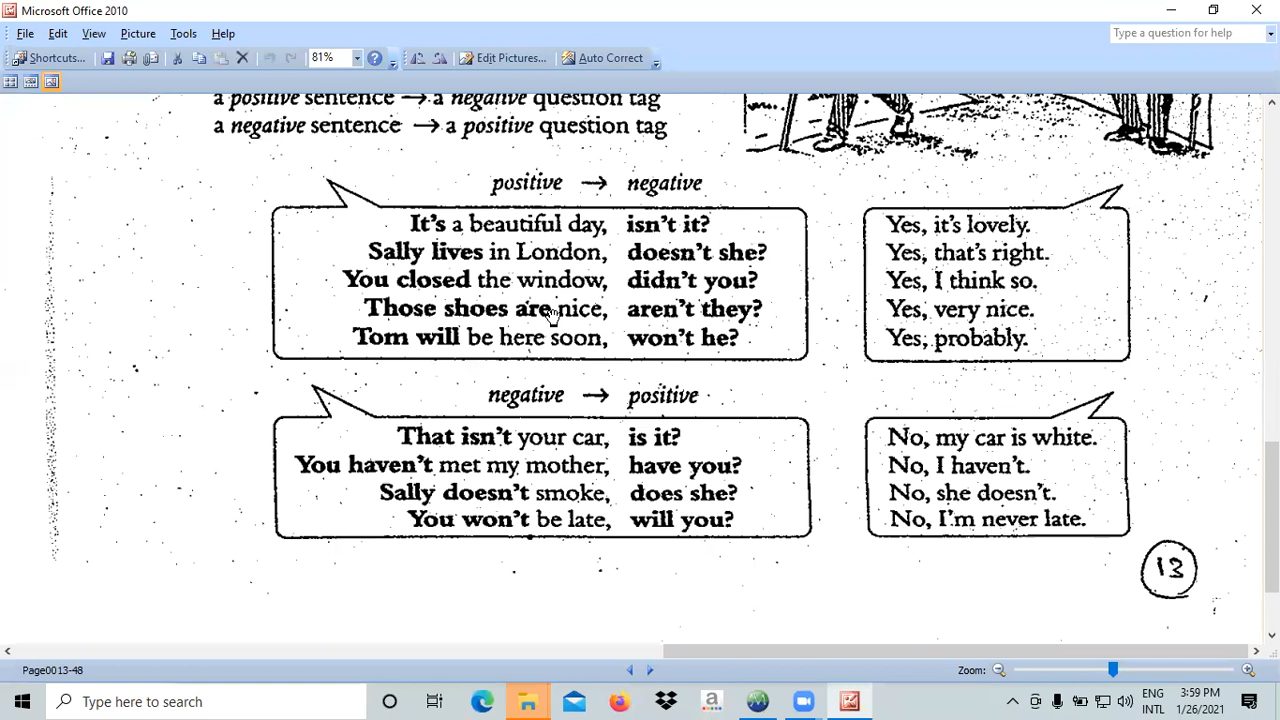 Microsoft Office 2010
File Edit View Picture Tools Help
Type a question for help
Shortcuts... 81% Edit Pictures... Auto Correct
a positive sentence → a negative question tag
a negative sentence → a positive question tag
positive → negative
It's a beautiful day, isn't it? Yes, it's lovely.
Sally lives in London, doesn't she? Yes, that's right.
You closed the window, didn't you? Yes, I think so.
Those shoes are nice, aren't they? Yes, very nice.
Tom will be here soon, won't he? Yes, probably.
negative → positive
That isn't your car, is it? No, my car is white.
You haven't met my mother, have you? No, I haven't.
Sally doesn't smoke, does she? No, she doesn't.
You won't be late, will you? No, I'm never late.
13
Page0013-48 Zoom:
Type here to search
ENG 3:59 PM
INTL 1/26/2021